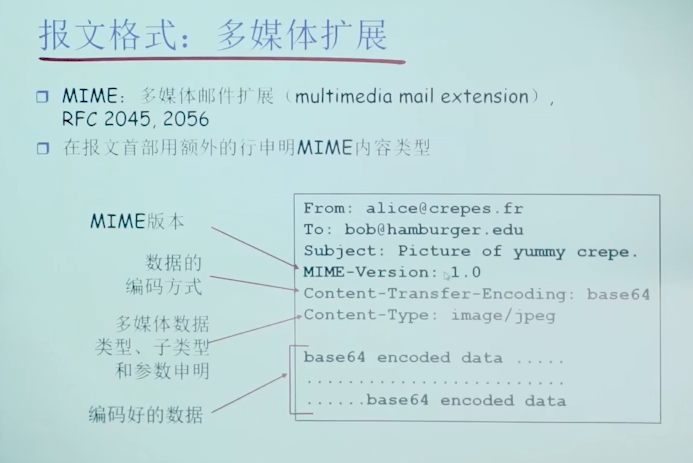 报文格式：多媒体扩展
MIME：多媒体邮件扩展（multimedia mail extension），
RFC 2045, 2056
在报文首部用额外的行申明MIME内容类型
MIME版本
数据的
编码方式
多媒体数据
类型、子类型
和参数申明
编码好的数据
From: alice@crepes.fr
To: bob@hamburger.edu
Subject: Picture of yummy crepe.
MIME-Version: 1.0
Content-Transfer-Encoding: base64
Content-Type: image/jpeg
base64 encoded data .....
.........................
......base64 encoded data